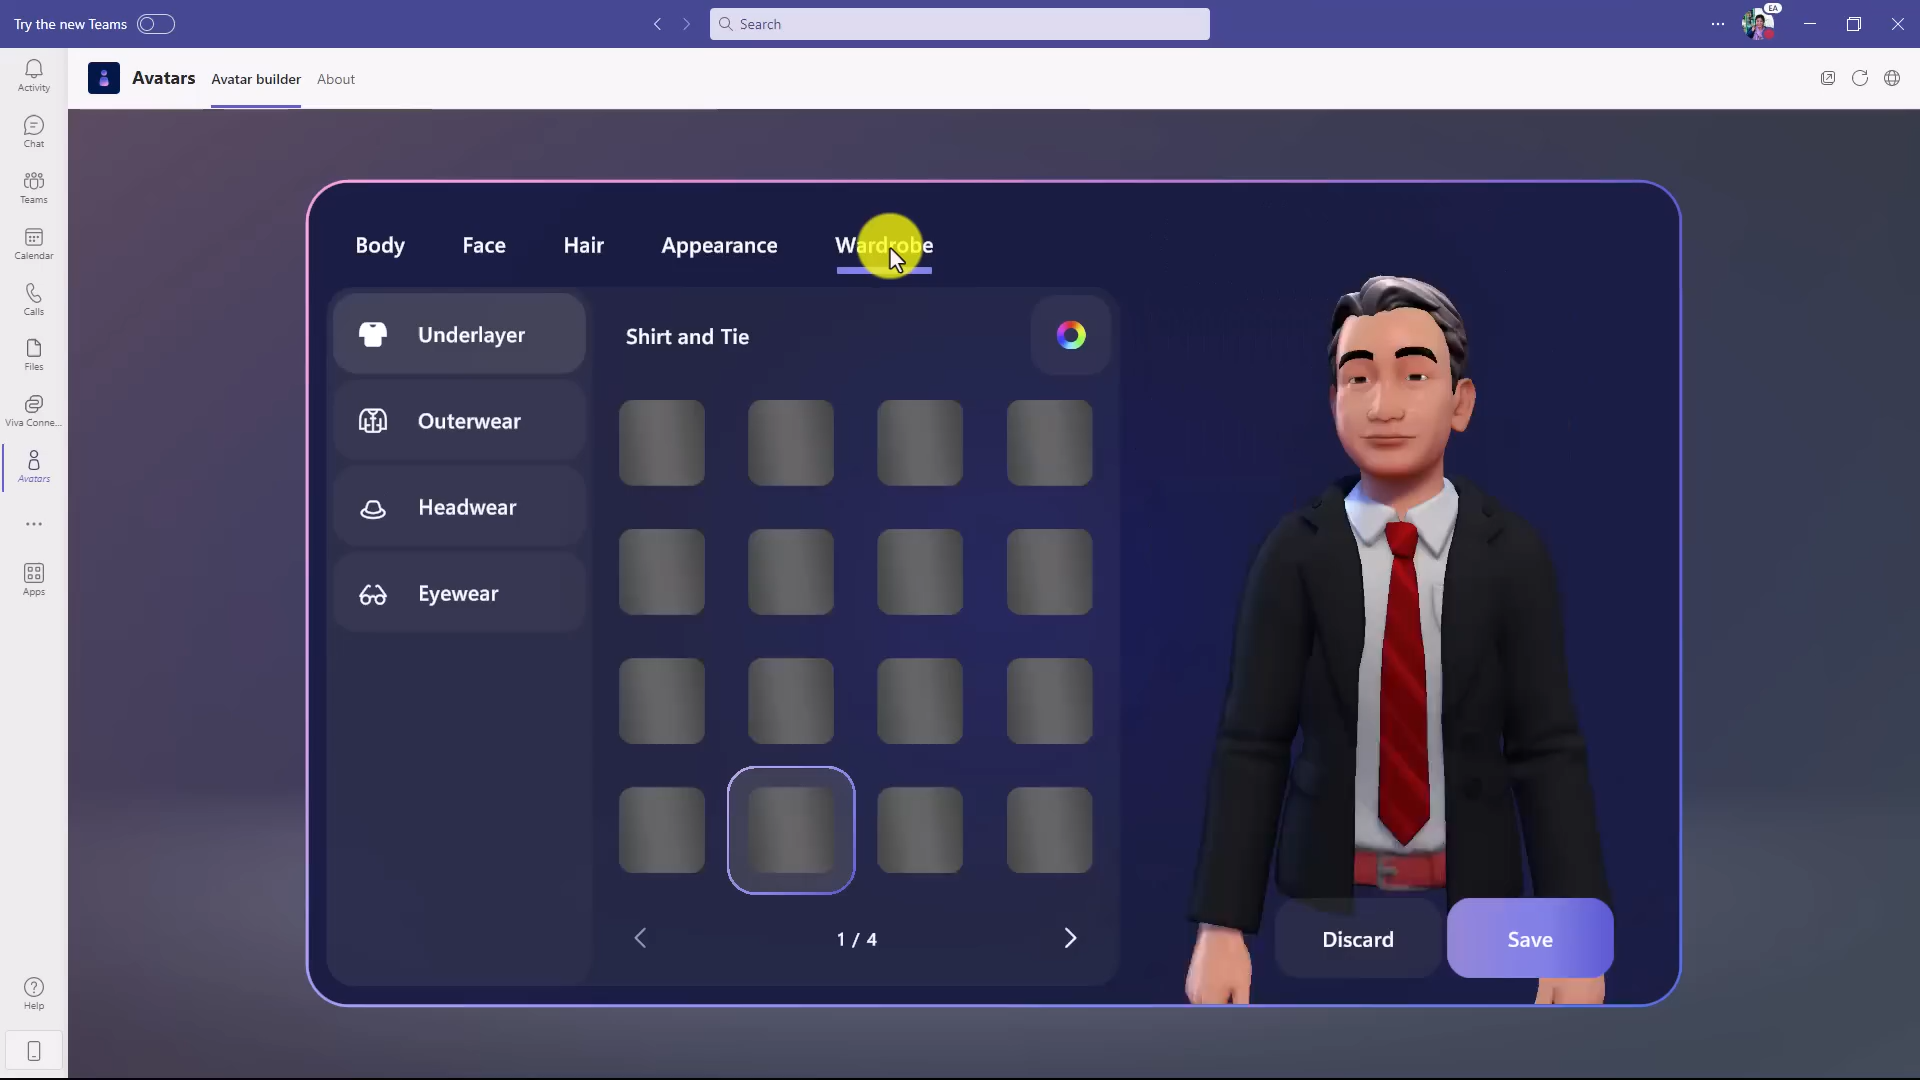 Try the new Teams
Search
EA
Activity
Chat
Teams
Calendar
Calls
Files
Viva Conne...
Avatars
Apps
Help
Avatars
Avatar builder
About
Body
Face
Hair
Appearance
Wardrobe
Underlayer
Outerwear
Headwear
Eyewear
Shirt and Tie
1 / 4
Discard
Save